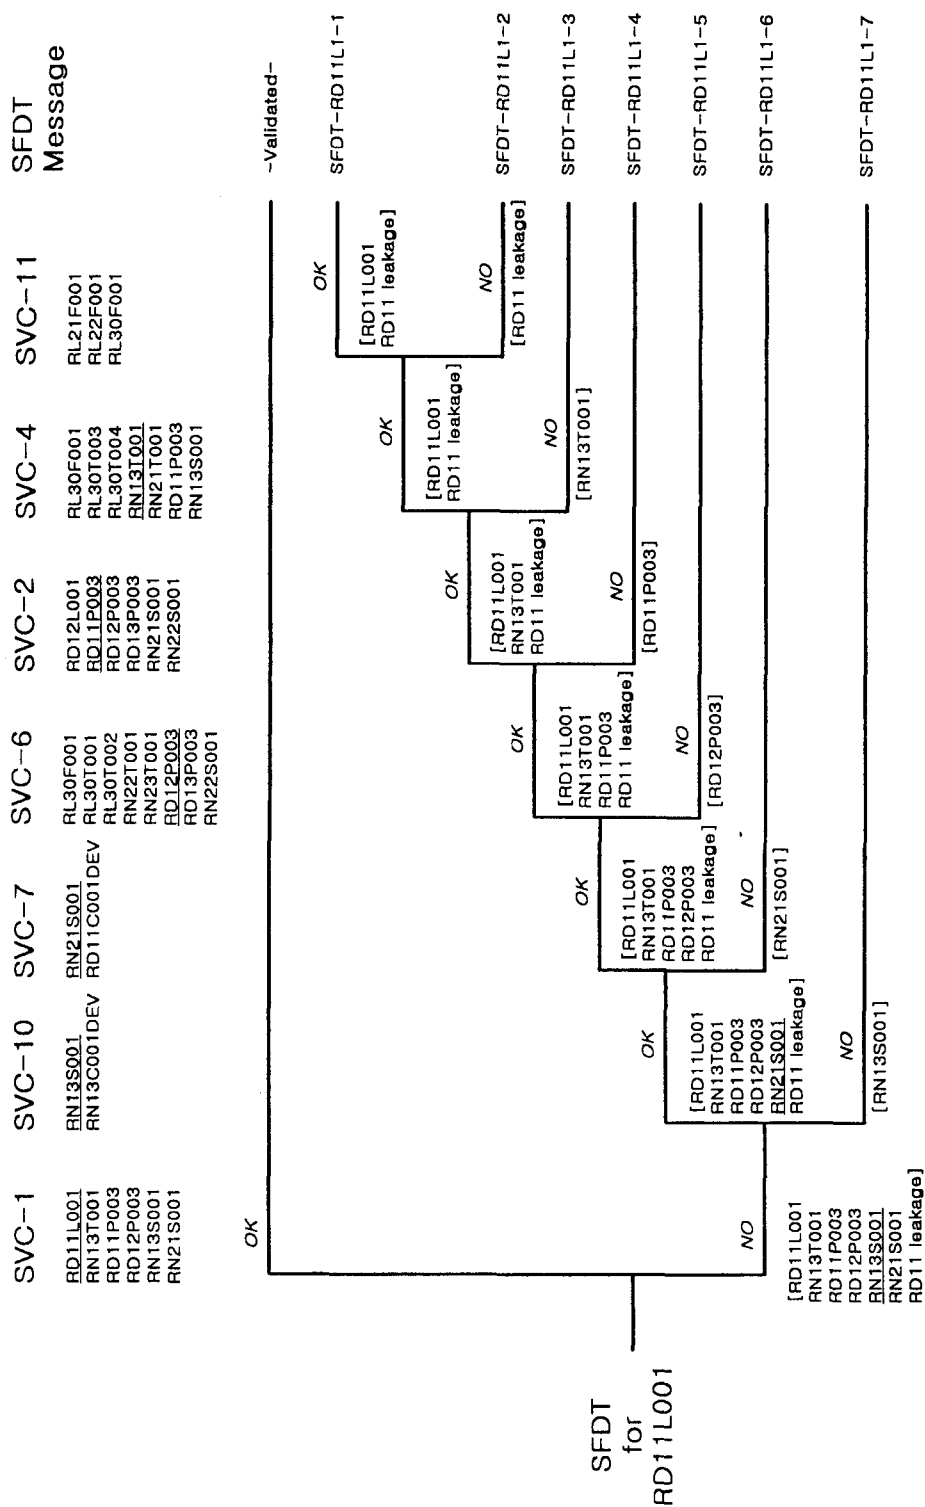 SVC-1
RD11L001
RN13T001
RD11P003
RD12P003
RN13S001
RN21S001
SVC-10
RN13S001
RN13C001DEV
SVC-7
RN21S001
RD11C001DEV
SVC-6
RL30F001
RL30T001
RL30T002
RN22T001
RN23T001
RD12P003
RD13P003
RN22S001
SVC-2
RD12L001
RD11P003
RD12P003
RD13P003
RN21S001
RN22S001
SVC-4
RL30F001
RL30T003
RL30T004
RN13T001
RN21T001
RD11P003
RN13S001
SVC-11
RL21F001
RL22F001
RL30F001
SFDT
Message
SFDT
for
RD11L001
OK
-Validated-
NO
[RD11L001
RN13T001
RD11P003
RD12P003
RN13S001
RN21S001
RD11 leakage]
OK
[RD11L001
RN13T001
RD11P003
RD12P003
RN21S001
RD11 leakage]
NO
[RN13S001]
OK
[RD11L001
RN13T001
RD11P003
RD12P003
RD11 leakage]
NO
[RN21S001]
OK
[RD11L001
RN13T001
RD11P003
RD11 leakage]
NO
[RD12P003]
OK
[RD11L001
RN13T001
RD11 leakage]
NO
[RD11P003]
OK
[RD11L001
RD11 leakage]
NO
[RN13T001]
OK
[RD11L001
RD11 leakage]
NO
[RD11 leakage]
SFDT-RD11L1-1
SFDT-RD11L1-2
SFDT-RD11L1-3
SFDT-RD11L1-4
SFDT-RD11L1-5
SFDT-RD11L1-6
SFDT-RD11L1-7